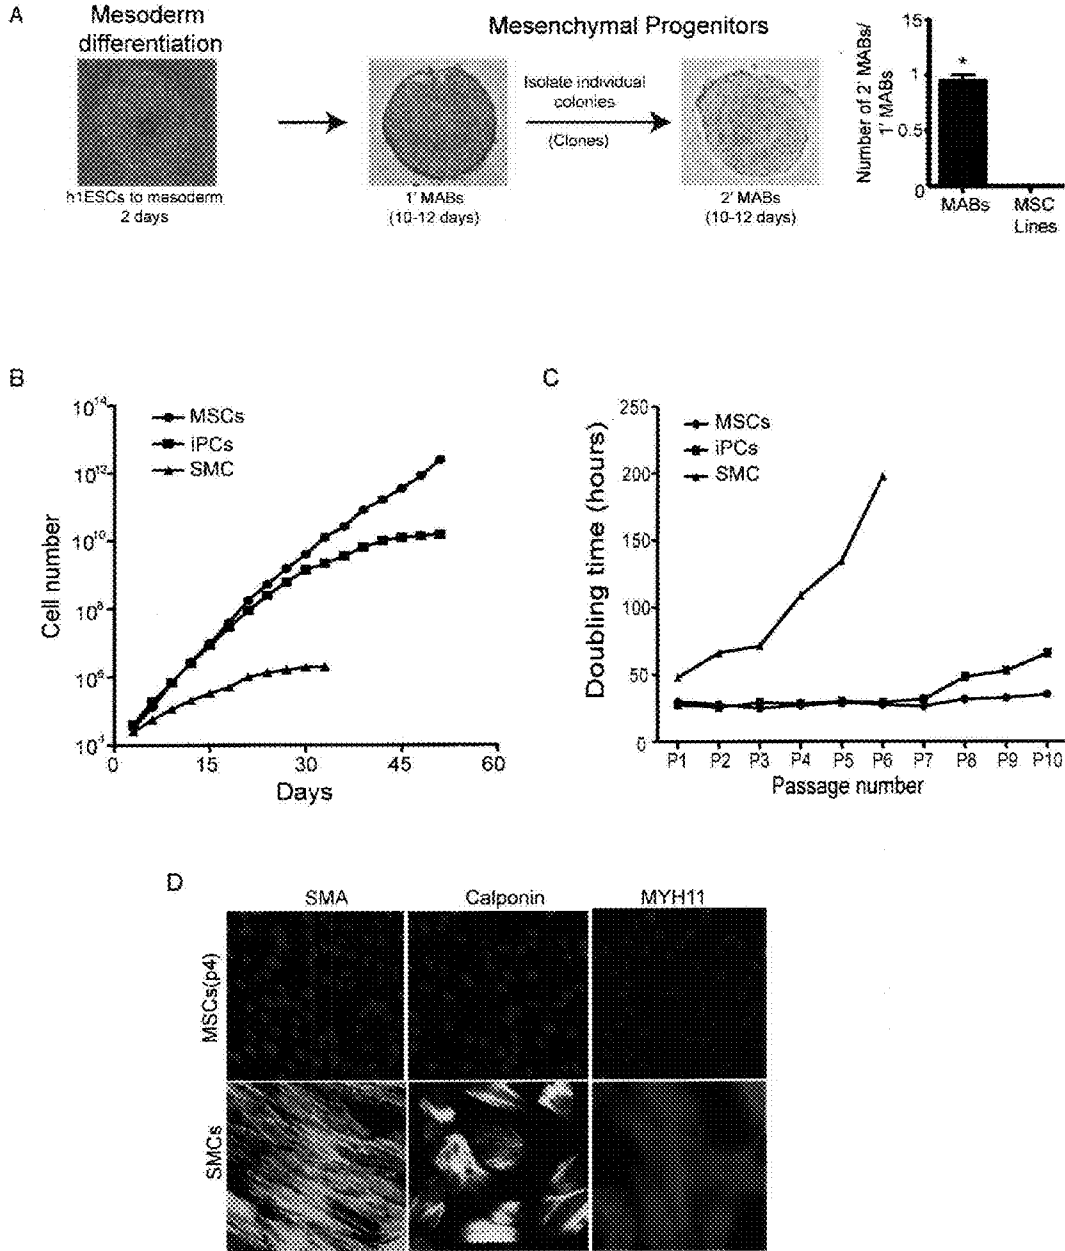 A
Mesoderm
differentiation
h1ESCs to mesoderm
2 days
Mesenchymal Progenitors
1' MABs
(10-12 days)
Isolate individual
colonies
(Clones)
2' MABs
(10-12 days)
Number of 2' MABs/
1' MABs
15
1
0.5
0
*
MABs
MSC
Lines
B
MSCs
iPCs
SMC
Cell number
10^14
10^12
10^10
10^8
10^6
10^3
0
15
30
45
60
Days
C
MSCs
iPCs
SMC
Doubling time (hours)
250
200
150
100
50
0
P1 P2 P3 P4 P5 P6 P7 P8 P9 P10
Passage number
D
SMA
Calponin
MYH11
MSCs(p4)
SMCs